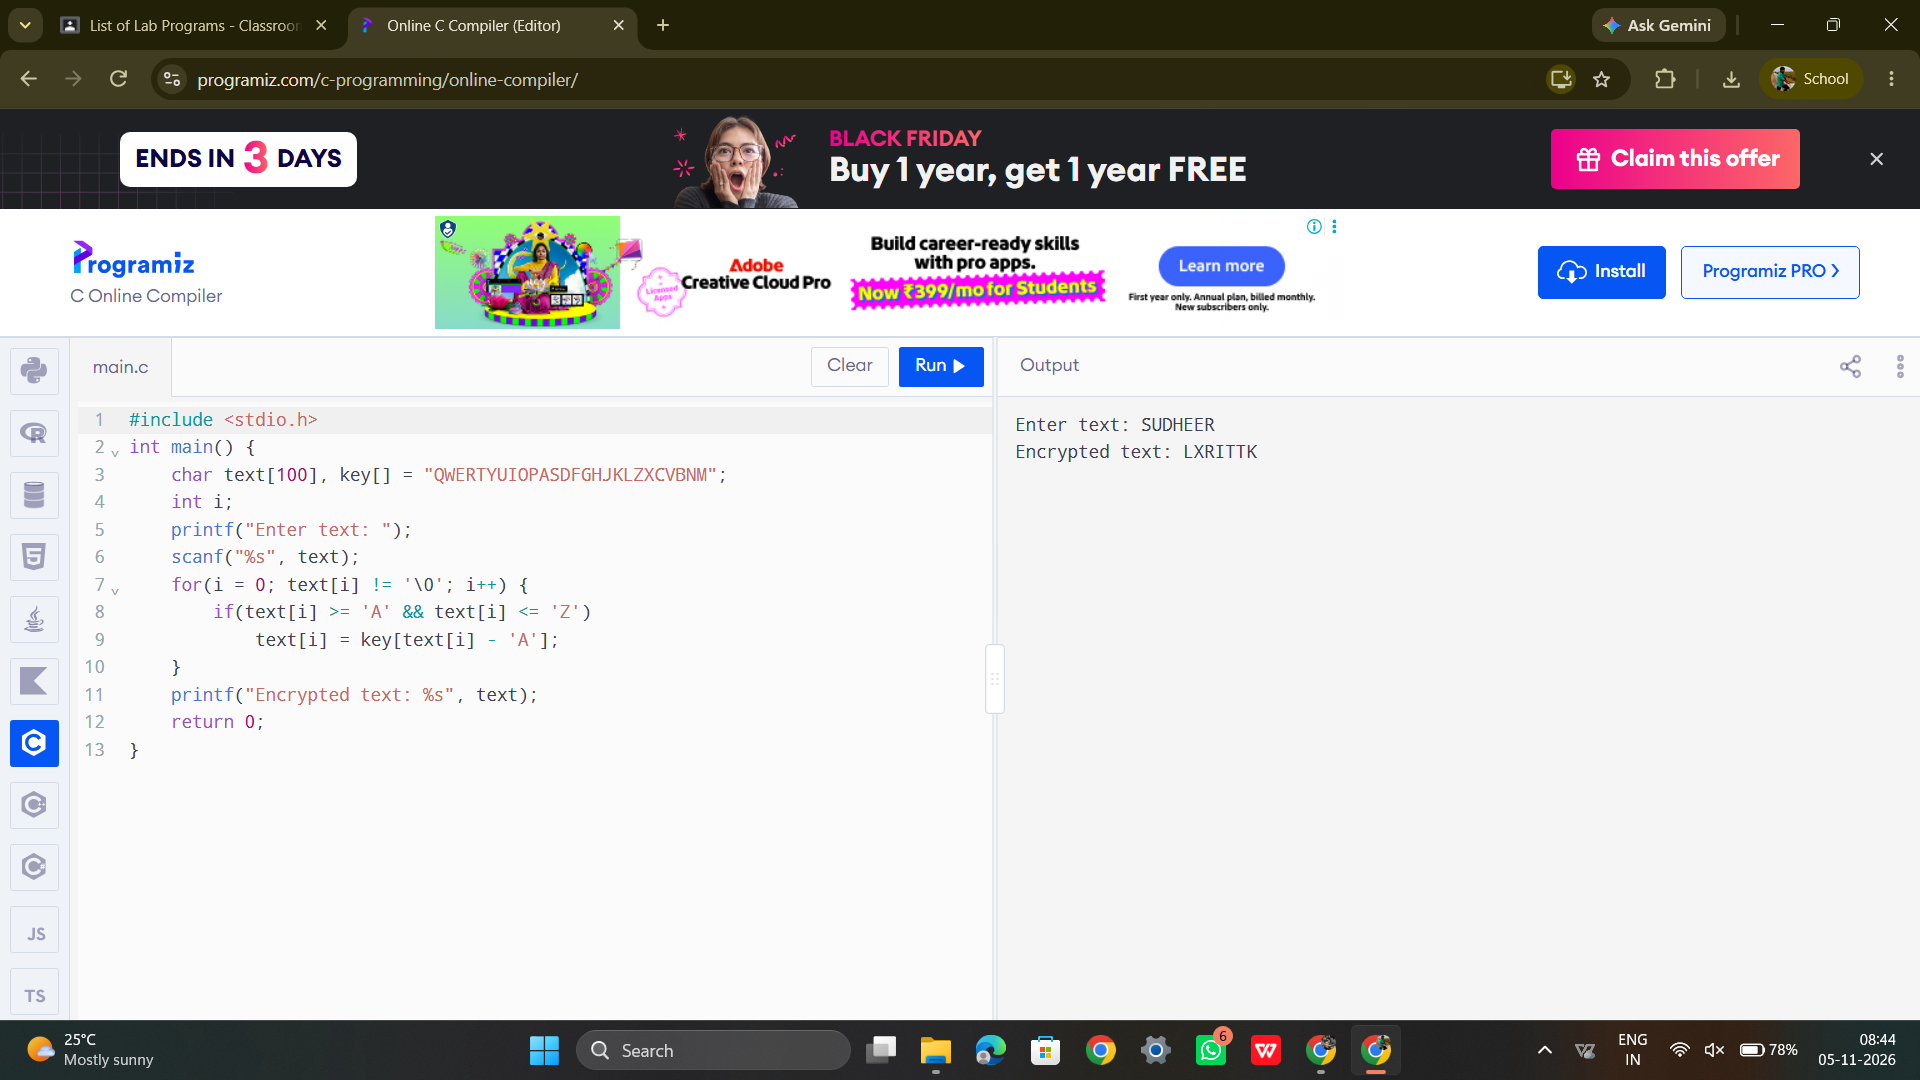 List of Lab Programs - Classroom
Online C Compiler (Editor)
Ask Gemini
programiz.com/c-programming/online-compiler/
School
ENDS IN 3 DAYS
BLACK FRIDAY
Buy 1 year, get 1 year FREE
Claim this offer
Programiz
C Online Compiler
Licensed Apps
Adobe
Creative Cloud Pro
Build career-ready skills
with pro apps.
Now ₹399/mo for Students
Learn more
First year only. Annual plan, billed monthly.
New subscribers only.
Install
Programiz PRO >
main.c
Clear
Run
Output
1 #include <stdio.h>
2 int main() {
3     char text[100], key[] = "QWERTYUIOPASDFGHJKLZXCVBNM";
4     int i;
5     printf("Enter text: ");
6     scanf("%s", text);
7     for(i = 0; text[i] != '\0'; i++) {
8         if(text[i] >= 'A' && text[i] <= 'Z')
9             text[i] = key[text[i] - 'A'];
10     }
11     printf("Encrypted text: %s", text);
12     return 0;
13 }
Enter text: SUDHEER
Encrypted text: LXRITTK
JS
TS
25°C
Mostly sunny
Search
6
ENG
IN
78%
08:44
05-11-2026